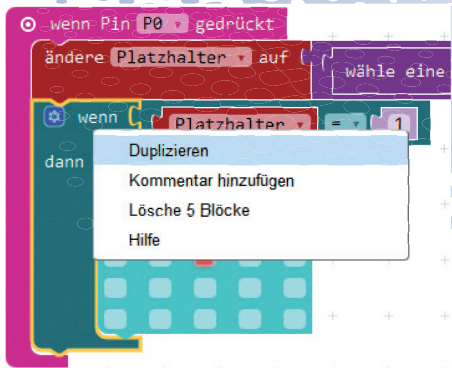 wenn Pin P0 gedrückt
ändere Platzhalter auf wähle eine
wenn Platzhalter = 1
dann
Duplizieren
Kommentar hinzufügen
Lösche 5 Blöcke
Hilfe